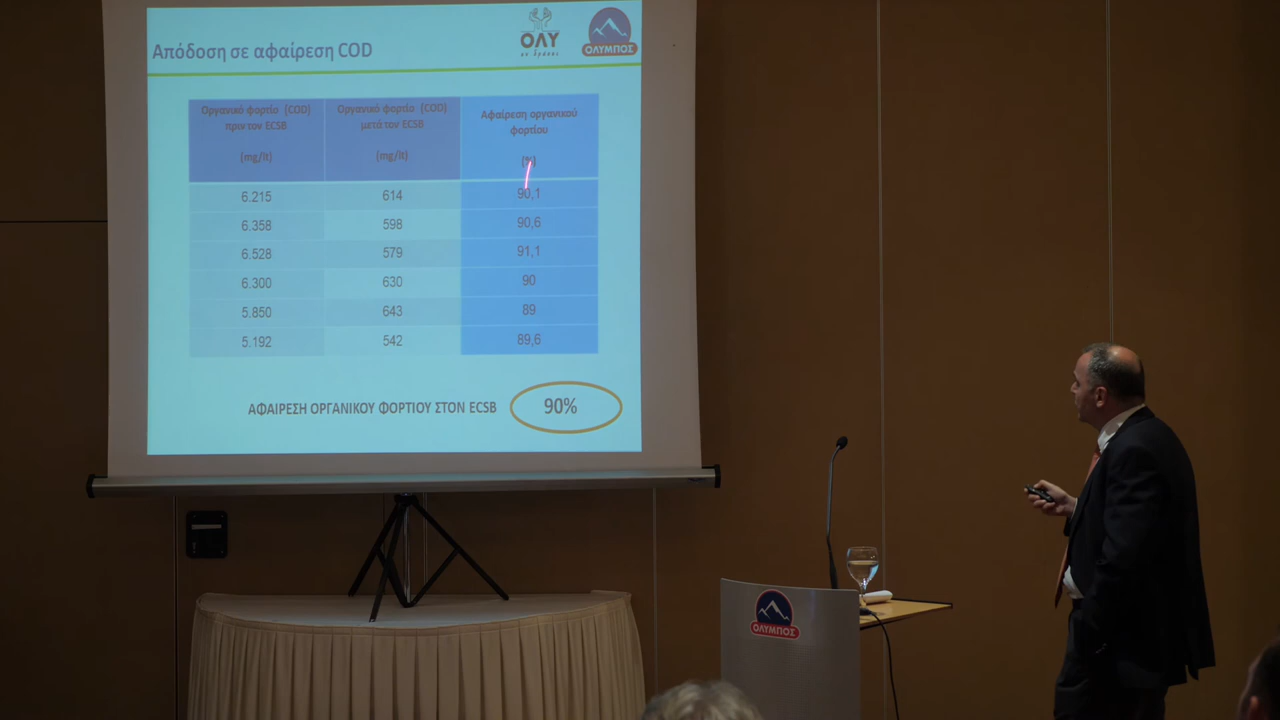 Απόδοση σε αφαίρεση COD
ΟΛΥ
εν δράσει
ΟΛΥΜΠΟΣ
Οργανικό φορτίο (COD)
πριν τον ECSB
(mg/lt)
Οργανικό φορτίο (COD)
μετά τον ECSB
(mg/lt)
Αφαίρεση οργανικού
φορτίου
(%)
6.215 614 90,1
6.358 598 90,6
6.528 579 91,1
6.300 630 90
5.850 643 89
5.192 542 89,6
ΑΦΑΙΡΕΣΗ ΟΡΓΑΝΙΚΟΥ ΦΟΡΤΙΟΥ ΣΤΟΝ ECSB 90%
ΟΛΥΜΠΟΣ